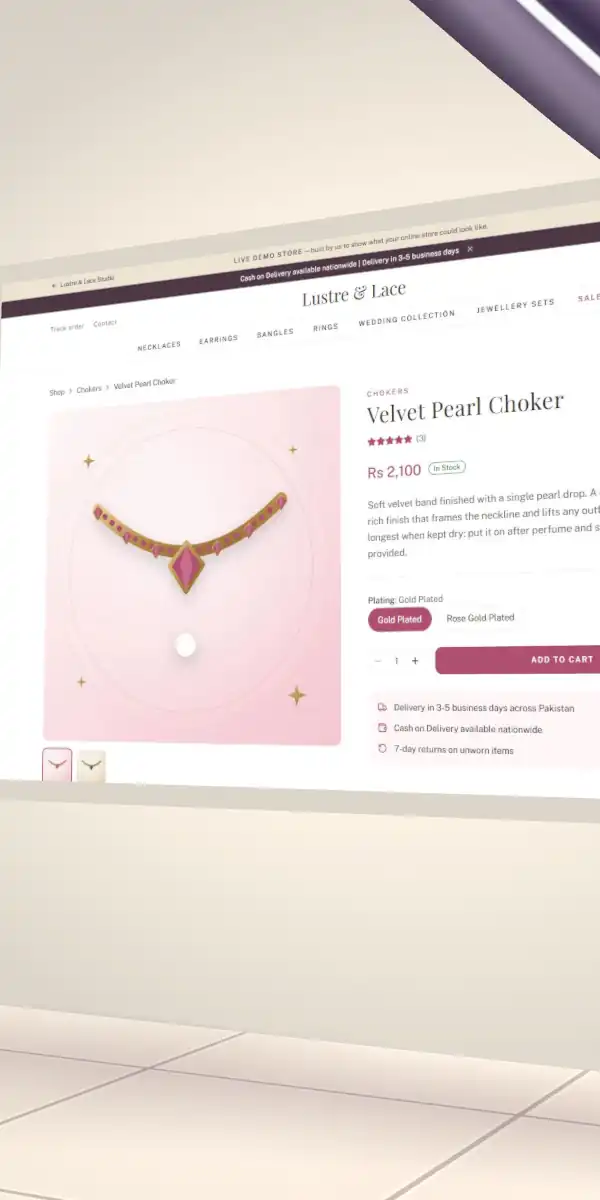 LIVE DEMO STORE — built by us to show what your online store could look like.
← Lustre & Lace Studio
Cash on Delivery available nationwide | Delivery in 3-5 business days ×
Lustre & Lace
Track order Contact
NECKLACES EARRINGS BANGLES RINGS WEDDING COLLECTION JEWELLERY SETS SALE
Shop > Chokers > Velvet Pearl Choker
CHOKERS
Velvet Pearl Choker
★★★★★ (3)
Rs 2,100 In Stock
Soft velvet band finished with a single pearl drop. A
rich finish that frames the neckline and lifts any
longest when kept dry: put it on after perfume and
provided.
Plating: Gold Plated
Gold Plated Rose Gold Plated
− 1 + ADD TO CART
Delivery in 3-5 business days across Pakistan
Cash on Delivery available nationwide
7-day returns on unworn items